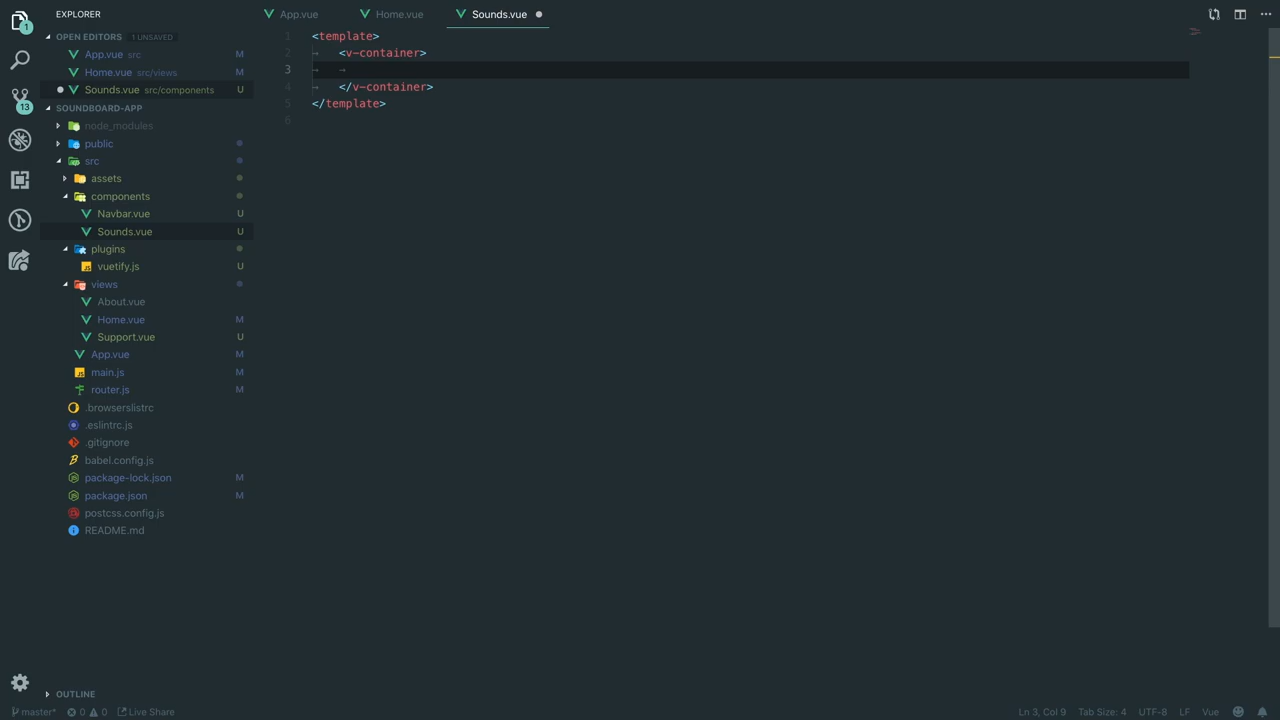 EXPLORER
App.vue
Home.vue
Sounds.vue
OPEN EDITORS 1 UNSAVED
App.vue src M
Home.vue src/views M
Sounds.vue src/components U
SOUNDBOARD-APP
node_modules
public
src
assets
components
Navbar.vue U
Sounds.vue U
plugins
vuetify.js U
views
About.vue
Home.vue M
Support.vue U
App.vue M
main.js M
router.js M
.browserslistrc
.eslintrc.js
.gitignore
babel.config.js
package-lock.json M
package.json M
postcss.config.js
README.md
OUTLINE
1 <template>
2 <v-container>
3
4 </v-container>
5 </template>
6
1
13
master* 0 0 Live Share
Ln 3, Col 9 Tab Size: 4 UTF-8 LF Vue